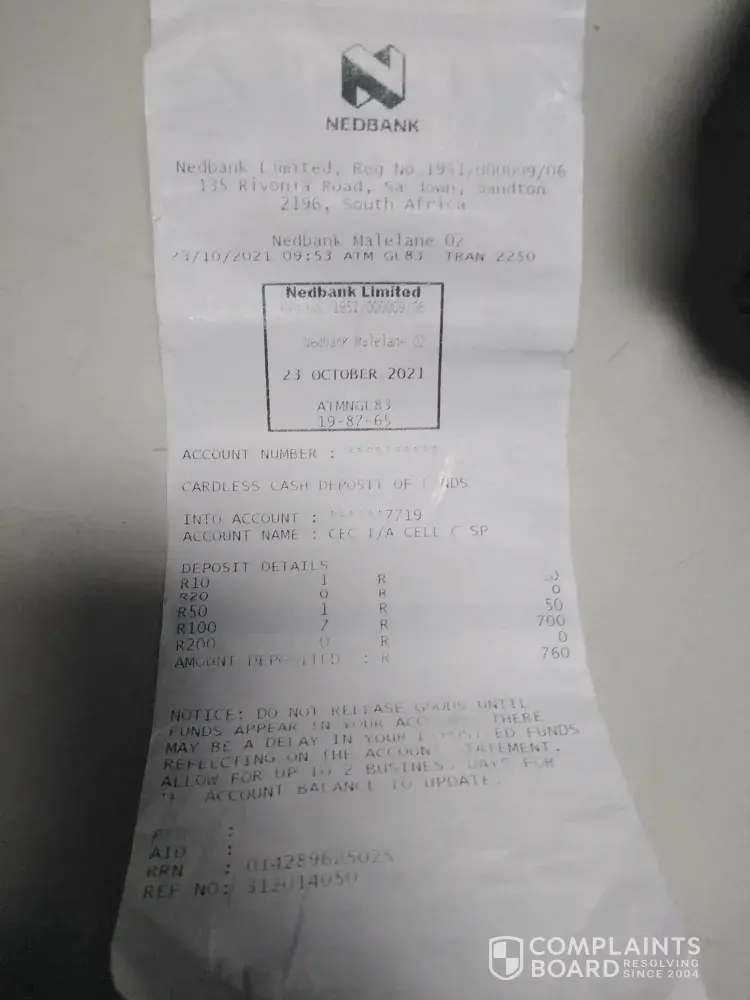 NEDBANK
Nedbank Limited, Reg No 1951/000009/06
135 Rivonia Road, Sandton
2196, South Africa
Nedbank Malelane 02
23/10/2021 09:53 ATM GL83 TRAN 2250
Nedbank Limited
1951/000009/06
Nedbank Malelane 02
23 OCTOBER 2021
ATMNGL83
19-87-65
ACCOUNT NUMBER : **********
CARDLESS CASH DEPOSIT OF
INTO ACCOUNT : 7719
ACCOUNT NAME : CEC T/A CELL C SP
DEPOSIT DETAILS
R10 1 R
R20 0 R 0
R50 1 R 50
R100 7 R 700
R200 0 R 0
AMOUNT DEPOSITED : R 760
NOTICE: DO NOT RELEASE GOODS UNTIL
FUNDS APPEAR IN YOUR THERE
MAY BE A DELAY IN YOUR FUNDS
REFLECTING ON THE ACCOUNT STATEMENT.
ALLOW FOR UP TO 2 BUSINESS DAYS FOR
ACCOUNT BALANCE TO UPDATE.
:
AID :
RRN :
REF NO:
COMPLAINTS
BOARD RESOLVING
SINCE 2004